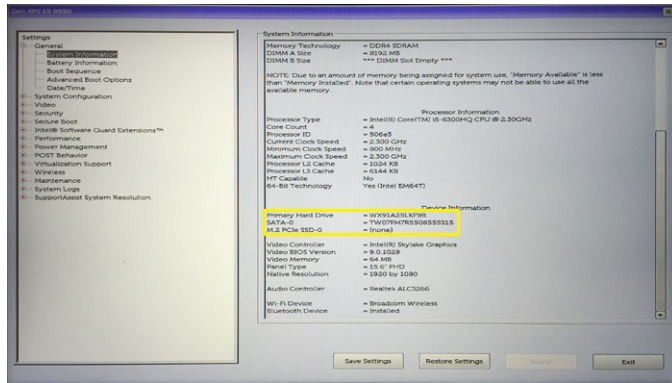 Dell XPS 15 9550
Settings
General
System Information
Battery Information
Boot Sequence
Advanced Boot Options
Date/Time
System Configuration
Video
Security
Secure Boot
Intel® Software Guard Extensions™
Performance
Power Management
POST Behavior
Virtualization Support
Wireless
Maintenance
System Logs
SupportAssist System Resolution
System Information
Memory Technology = DDR4 SDRAM
DIMM A Size = 8192 MB
DIMM B Size *** DIMM Slot Empty ***
NOTE: Due to an amount of memory being assigned for system use, "Memory Available" is less
than "Memory Installed". Note that certain operating systems may not be able to use all the
available memory.
Processor Information
Processor Type = Intel(R) Core(TM) i5-6300HQ CPU @ 2.30GHz
Core Count = 4
Processor ID = 506e3
Current Clock Speed = 2.300 GHz
Minimum Clock Speed = 800 MHz
Maximum Clock Speed = 2.300 GHz
Processor L2 Cache = 1024 KB
Processor L3 Cache = 6144 KB
HT Capable No
64-Bit Technology Yes (Intel EM64T)
Device Information
Primary Hard Drive
SATA-0
M.2 PCIe SSD-0 = (none)
Video Controller = Intel(R) Skylake Graphics
Video BIOS Version = 9.0.1029
Video Memory = 64 MB
Panel Type = 15.6" FHD
Native Resolution = 1920 by 1080
Audio Controller = Realtek ALC3266
Wi-Fi Device = Broadcom Wireless
Bluetooth Device = Installed
Save Settings
Restore Settings
Apply
Exit